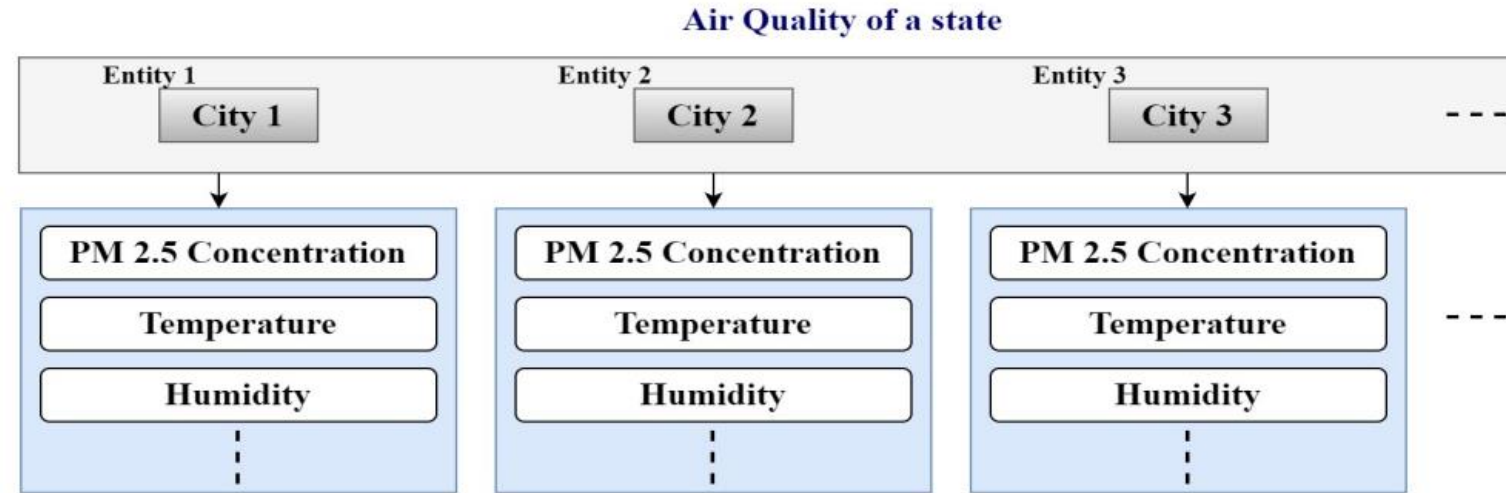 Air Quality of a state
Entity 1
City 1
Entity 2
City 2
Entity 3
City 3
PM 2.5 Concentration
Temperature
Humidity
PM 2.5 Concentration
Temperature
Humidity
PM 2.5 Concentration
Temperature
Humidity